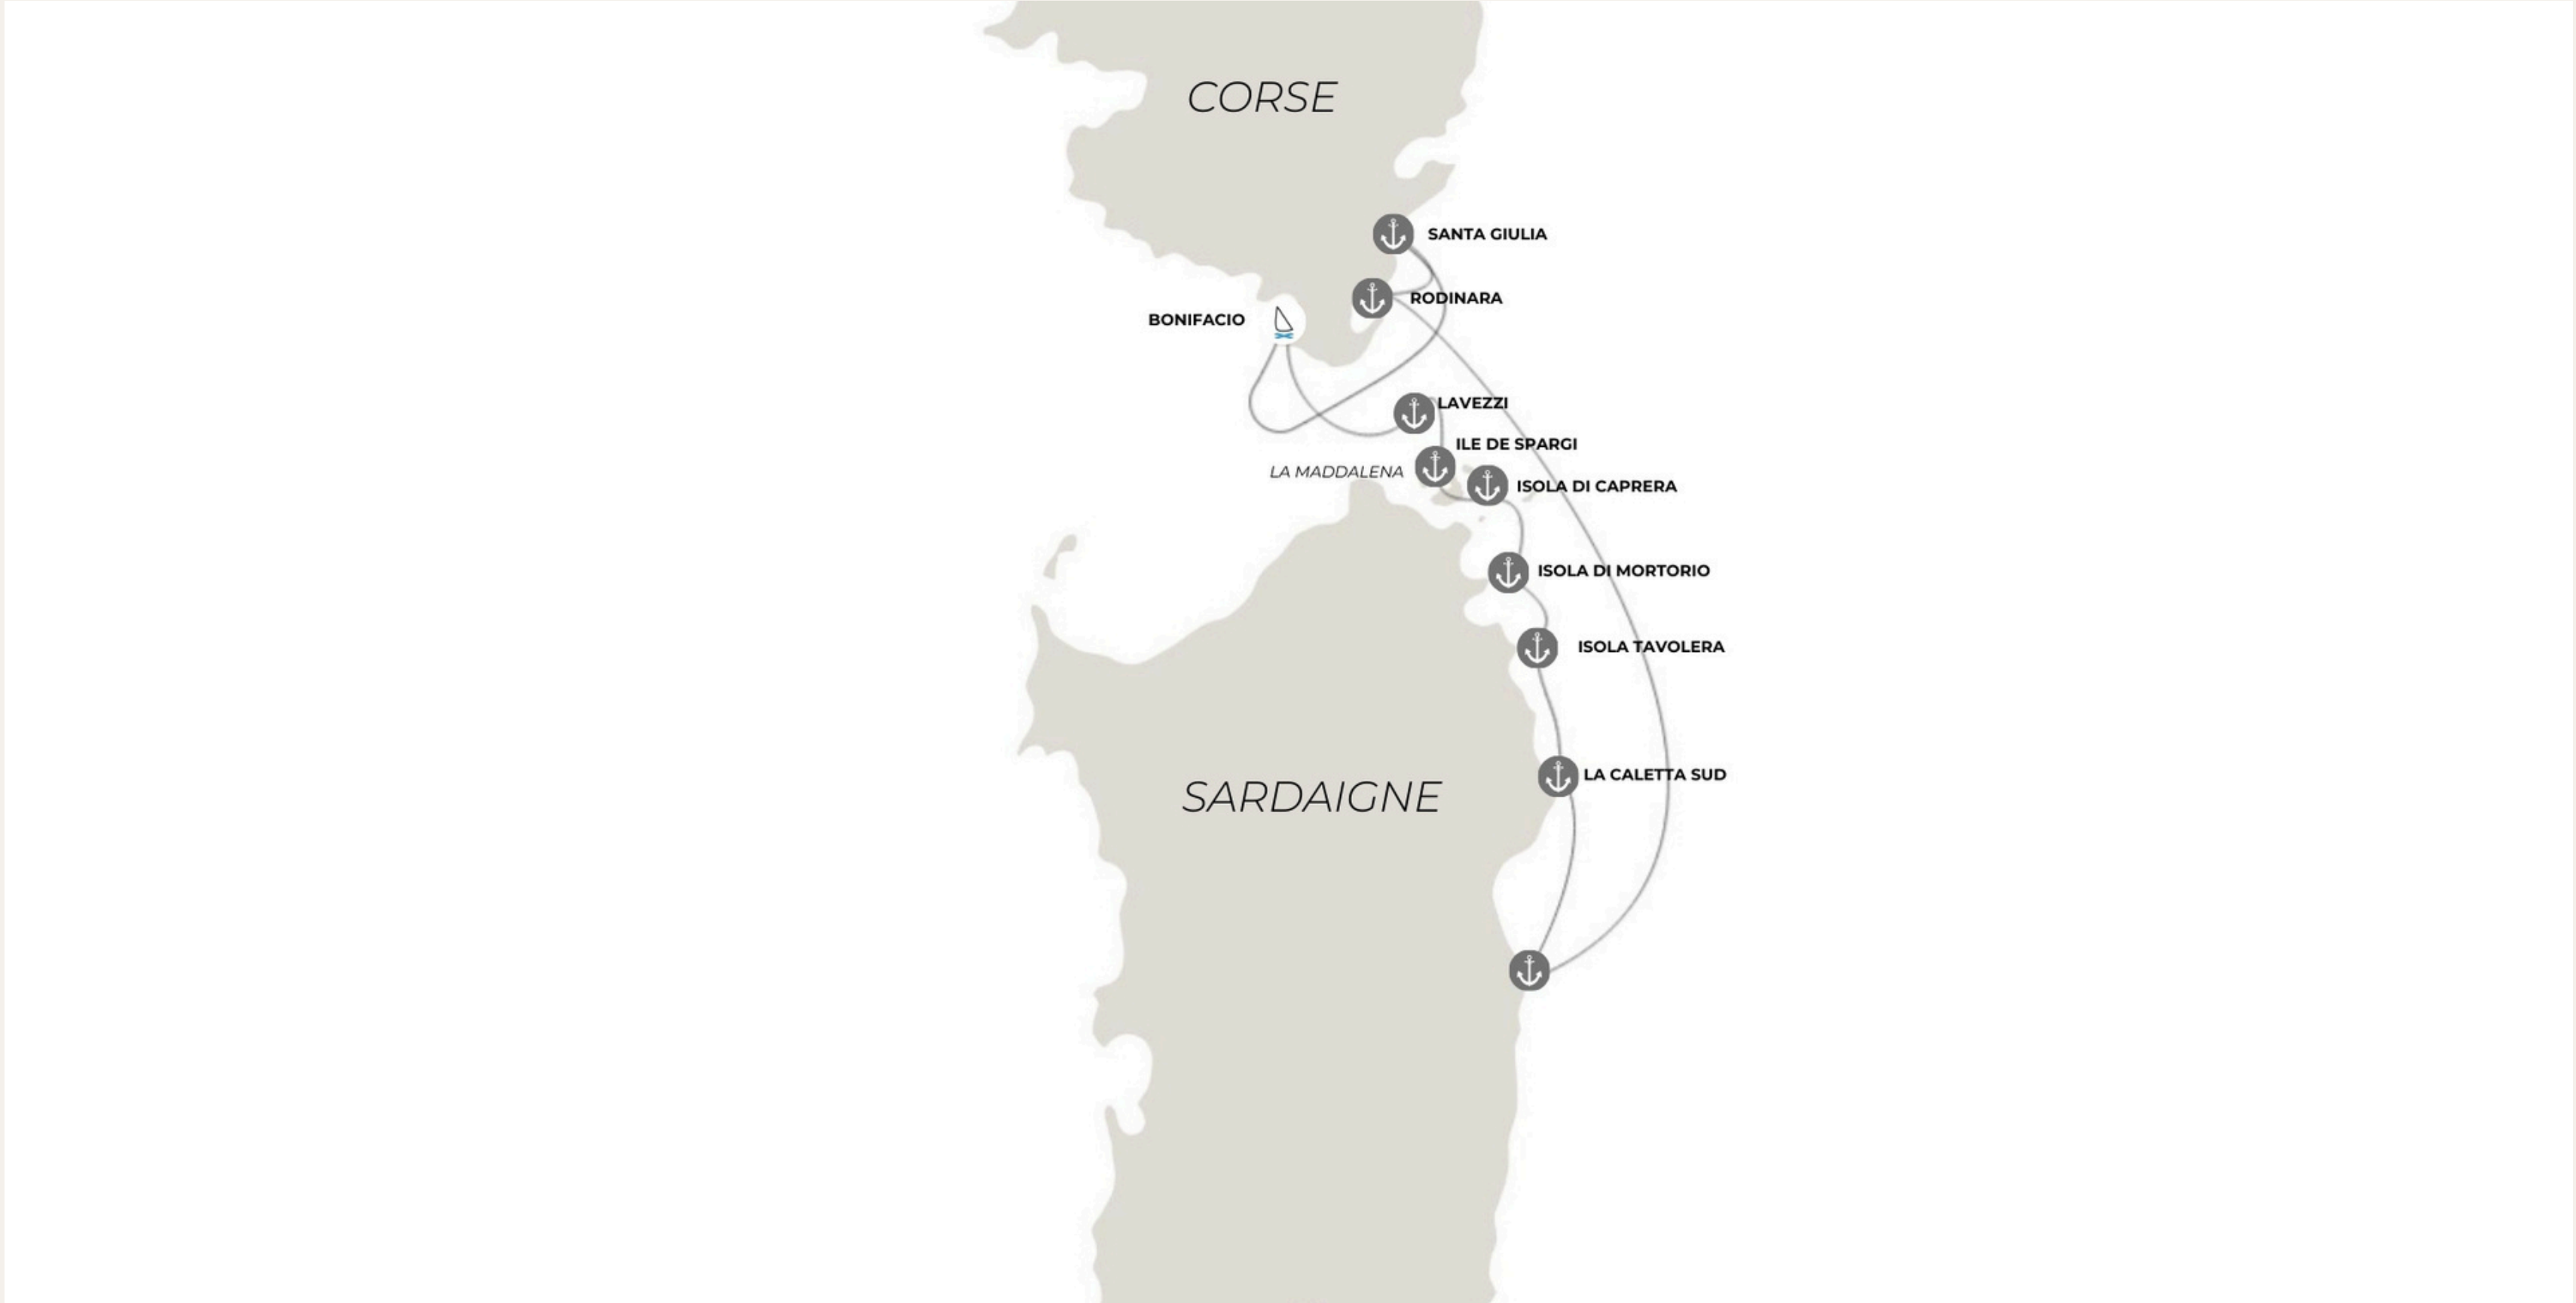 CORSE
SANTA GIULIA
RODINARA
BONIFACIO
LAVEZZI
ILE DE SPARGI
LA MADDALENA
ISOLA DI CAPRERA
ISOLA DI MORTORIO
ISOLA TAVOLERA
LA CALETTA SUD
SARDAIGNE